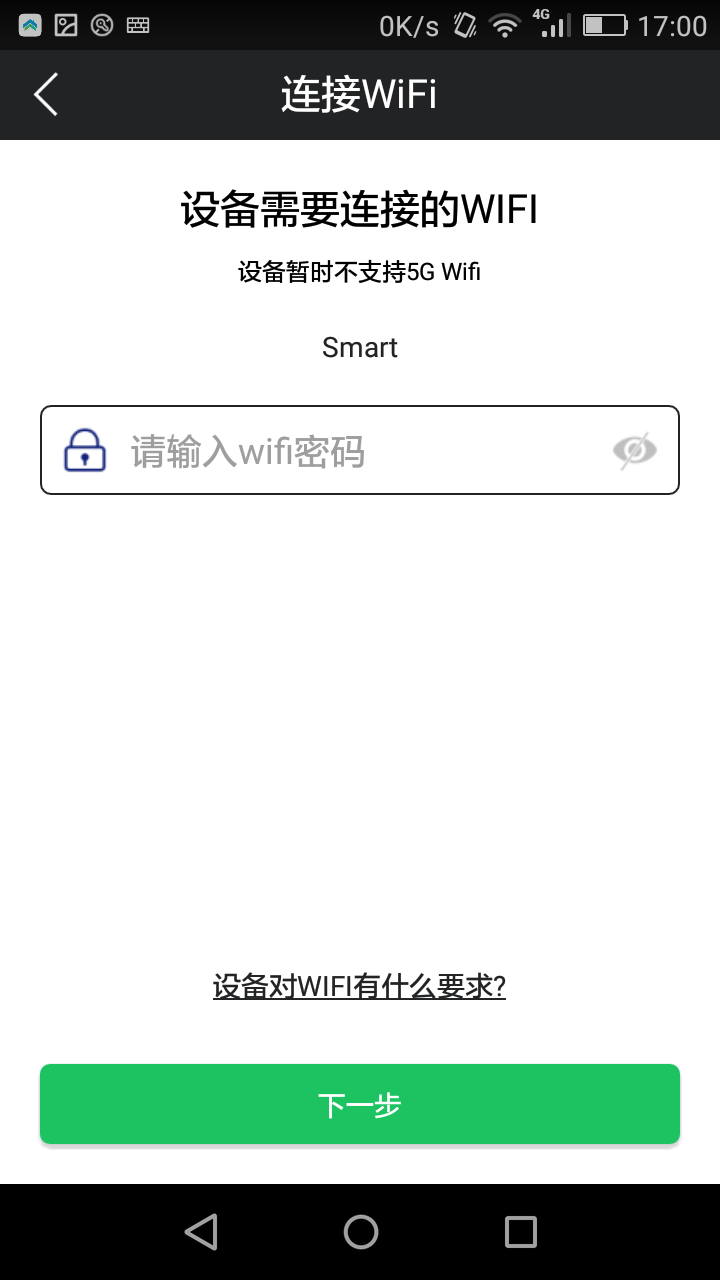 0K/s 4G 17:00
连接WiFi
设备需要连接的WIFI
设备暂时不支持5G Wifi
Smart
请输入wifi密码
设备对WIFI有什么要求?
下一步